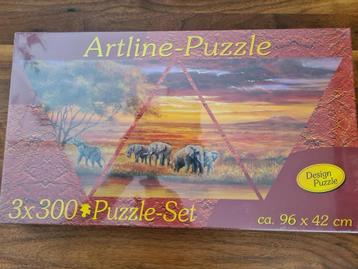 Artline-Puzzle
Design
Puzzle
3x300 Puzzle-Set
ca. 96 x 42 cm